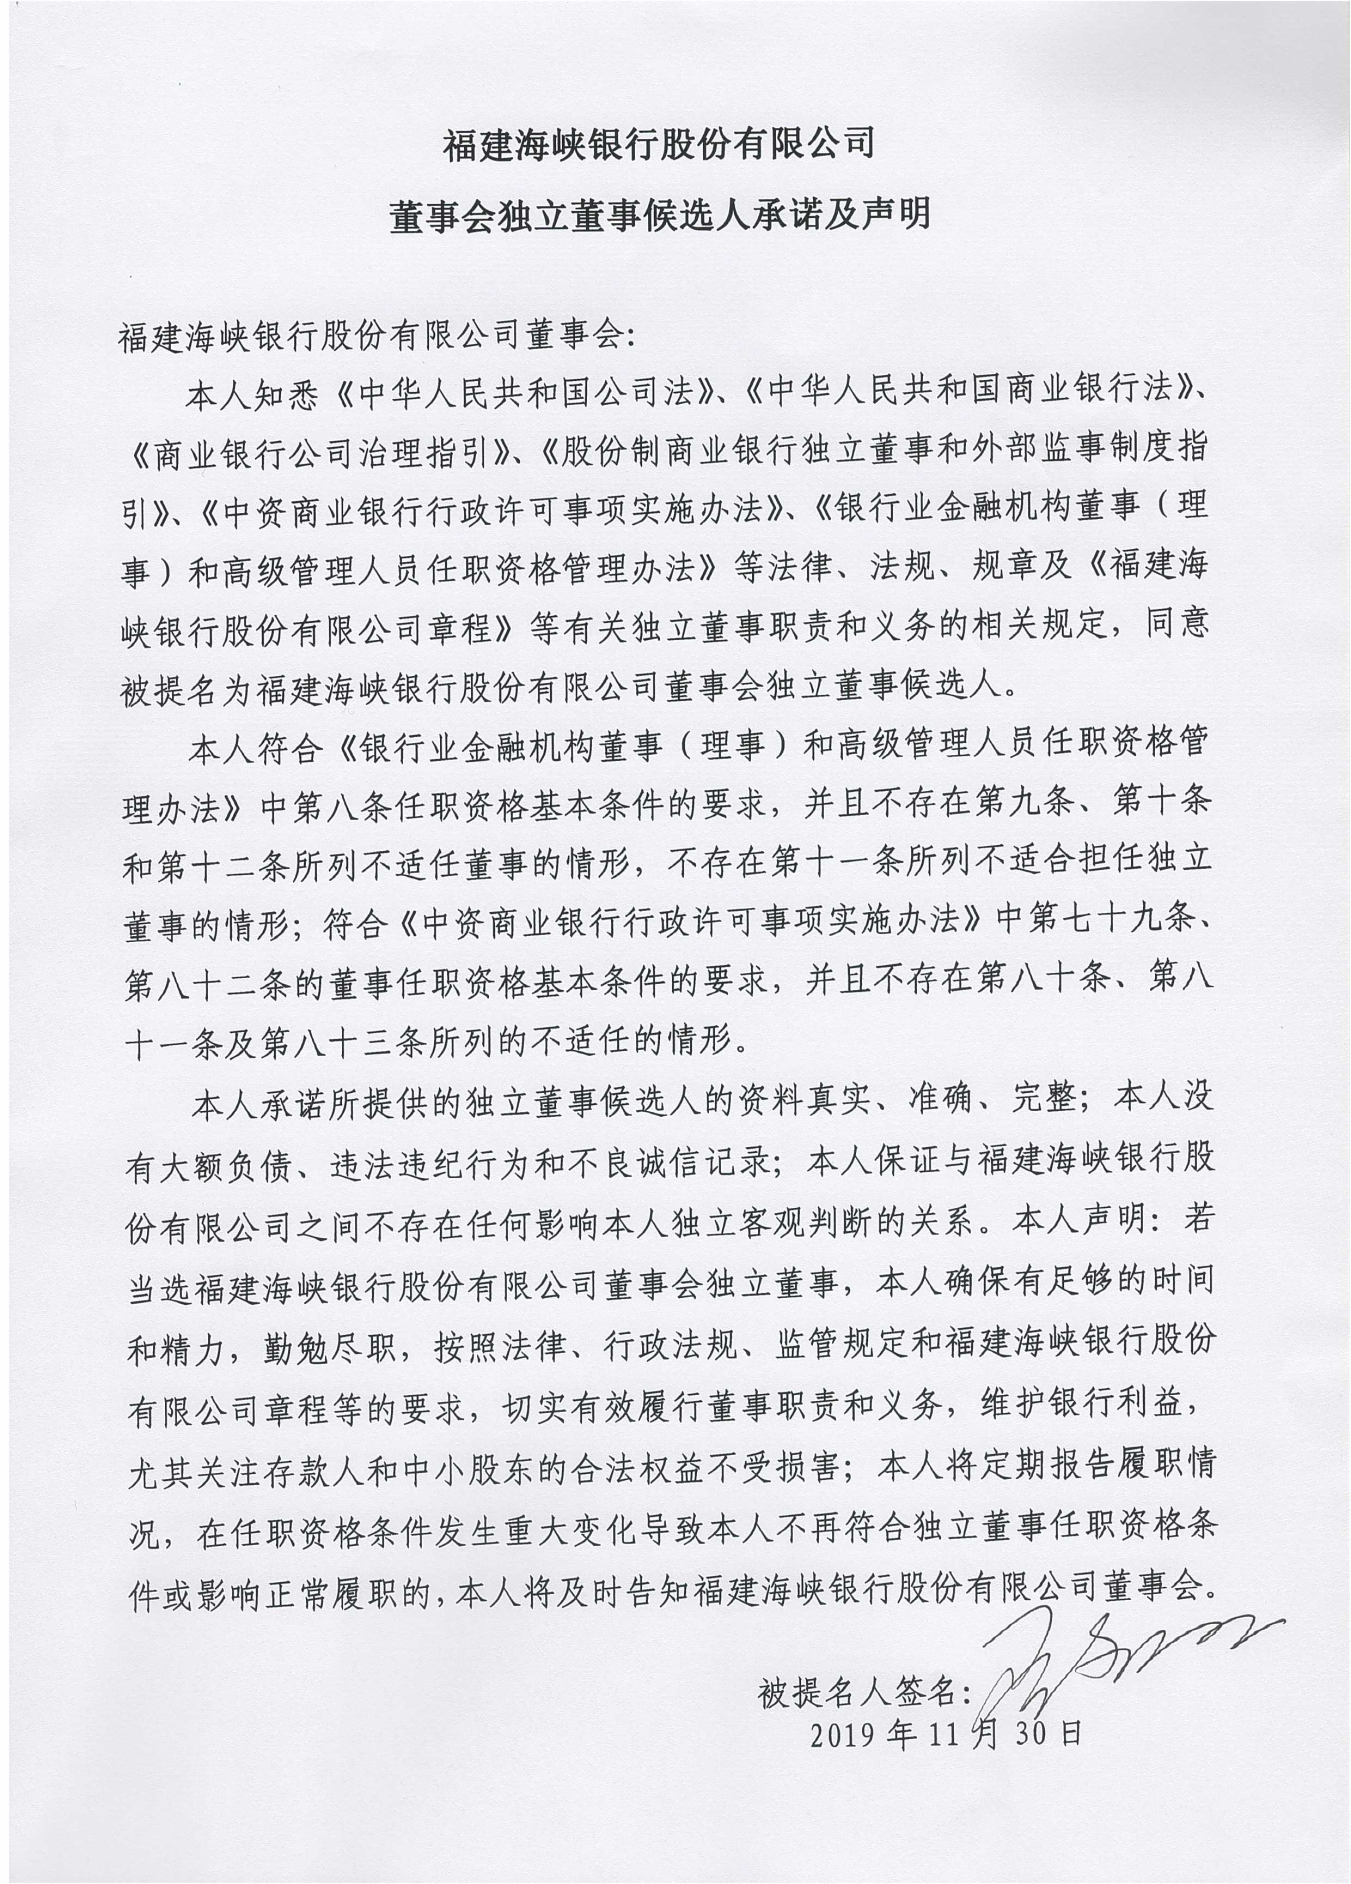 福建海峡银行股份有限公司
董事会独立董事候选人承诺及声明
福建海峡银行股份有限公司董事会：
本人知悉《中华人民共和国公司法》、《中华人民共和国商业银行法》、
《商业银行公司治理指引》、《股份制商业银行独立董事和外部监事制度指
引》、《中资商业银行行政许可事项实施办法》、《银行业金融机构董事（理
事）和高级管理人员任职资格管理办法》等法律、法规、规章及《福建海
峡银行股份有限公司章程》等有关独立董事职责和义务的相关规定，同意
被提名为福建海峡银行股份有限公司董事会独立董事候选人。
本人符合《银行业金融机构董事（理事）和高级管理人员任职资格管
理办法》中第八条任职资格基本条件的要求，并且不存在第九条、第十条
和第十二条所列不适任董事的情形，不存在第十一条所列不适合担任独立
董事的情形；符合《中资商业银行行政许可事项实施办法》中第七十九条、
第八十二条的董事任职资格基本条件的要求，并且不存在第八十条、第八
十一条及第八十三条所列的不适任的情形。
本人承诺所提供的独立董事候选人的资料真实、准确、完整；本人没
有大额负债、违法违纪行为和不良诚信记录；本人保证与福建海峡银行股
份有限公司之间不存在任何影响本人独立客观判断的关系。本人声明：若
当选福建海峡银行股份有限公司董事会独立董事，本人确保有足够的时间
和精力，勤勉尽职，按照法律、行政法规、监管规定和福建海峡银行股份
有限公司章程等的要求，切实有效履行董事职责和义务，维护银行利益，
尤其关注存款人和中小股东的合法权益不受损害；本人将定期报告履职情
况，在任职资格条件发生重大变化导致本人不再符合独立董事任职资格条
件或影响正常履职的，本人将及时告知福建海峡银行股份有限公司董事会。
被提名人签名：
2019 年 11 月 30 日